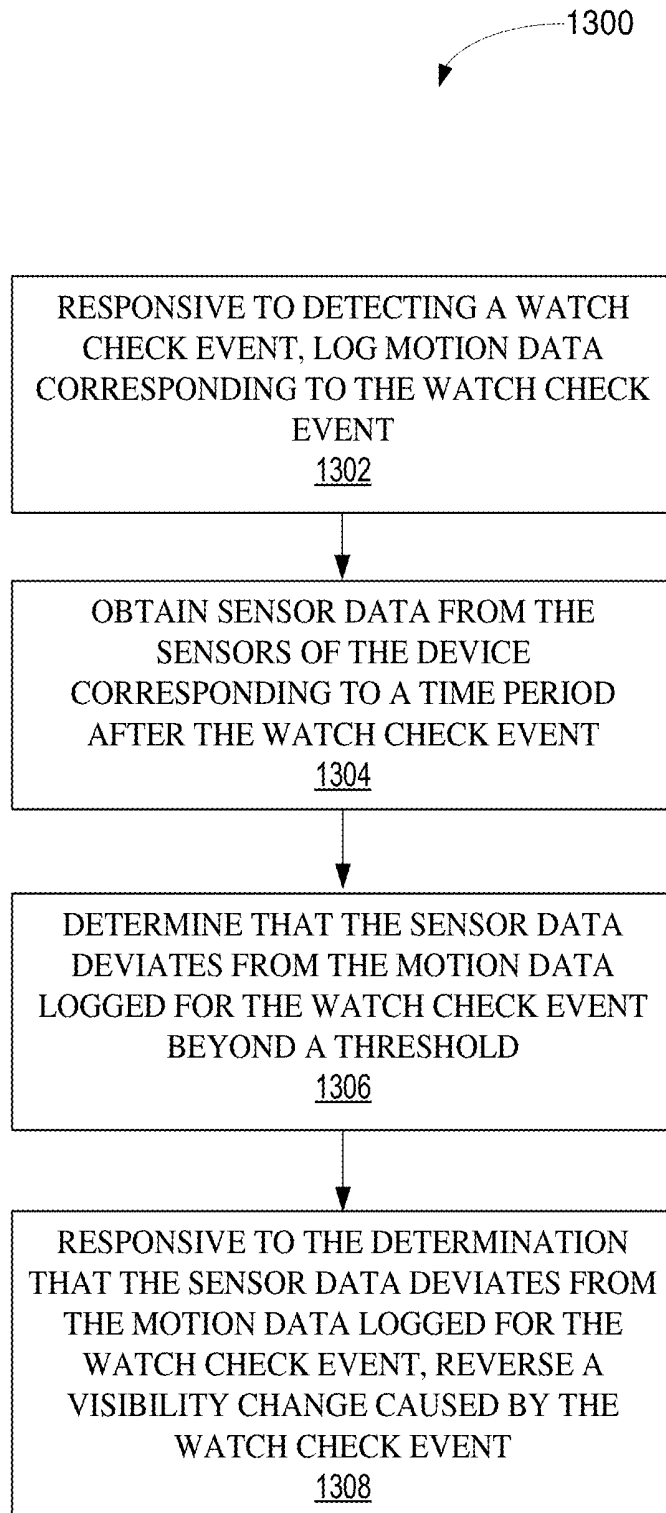 1300
RESPONSIVE TO DETECTING A WATCH
CHECK EVENT, LOG MOTION DATA
CORRESPONDING TO THE WATCH CHECK
EVENT
1302
OBTAIN SENSOR DATA FROM THE
SENSORS OF THE DEVICE
CORRESPONDING TO A TIME PERIOD
AFTER THE WATCH CHECK EVENT
1304
DETERMINE THAT THE SENSOR DATA
DEVIATES FROM THE MOTION DATA
LOGGED FOR THE WATCH CHECK EVENT
BEYOND A THRESHOLD
1306
RESPONSIVE TO THE DETERMINATION
THAT THE SENSOR DATA DEVIATES FROM
THE MOTION DATA LOGGED FOR THE
WATCH CHECK EVENT, REVERSE A
VISIBILITY CHANGE CAUSED BY THE
WATCH CHECK EVENT
1308